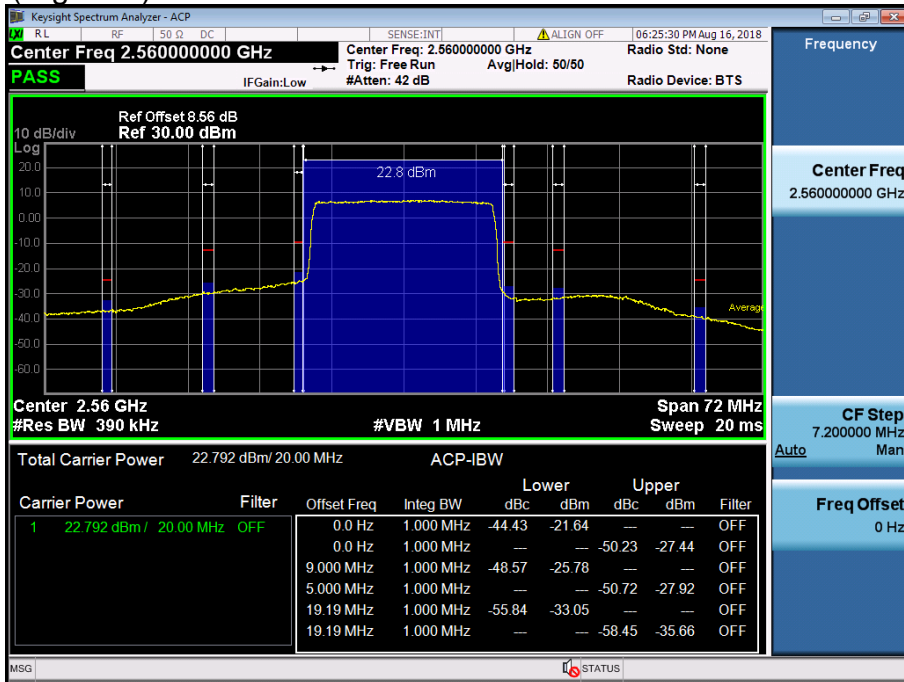 Keysight Spectrum Analyzer - ACP
LXI RL RF 50 Ω DC SENSE:INT ALIGN OFF 06:25:30 PM Aug 16, 2018
Center Freq 2.560000000 GHz
Center Freq: 2.560000000 GHz
Radio Std: None
Trig: Free Run Avg|Hold: 50/50
PASS
IFGain:Low
#Atten: 42 dB
Radio Device: BTS
Ref Offset 8.56 dB
10 dB/div Ref 30.00 dBm
Log
20.0
22.8 dBm
10.0
0.00
-10.0
-20.0
-30.0
Average
-40.0
-50.0
-60.0
Center 2.56 GHz Span 72 MHz
#Res BW 390 kHz #VBW 1 MHz Sweep 20 ms
Total Carrier Power 22.792 dBm/ 20.00 MHz ACP-IBW
Lower Upper
Carrier Power Filter Offset Freq Integ BW dBc dBm dBc dBm Filter
1 22.792 dBm / 20.00 MHz OFF 0.0 Hz 1.000 MHz -44.43 -21.64 --- --- OFF
0.0 Hz 1.000 MHz --- --- -50.23 -27.44 OFF
9.000 MHz 1.000 MHz -48.57 -25.78 --- --- OFF
5.000 MHz 1.000 MHz --- --- -50.72 -27.92 OFF
19.19 MHz 1.000 MHz -55.84 -33.05 --- --- OFF
19.19 MHz 1.000 MHz --- --- -58.45 -35.66 OFF
MSG STATUS
Frequency
Center Freq
2.560000000 GHz
CF Step
7.200000 MHz
Auto Man
Freq Offset
0 Hz